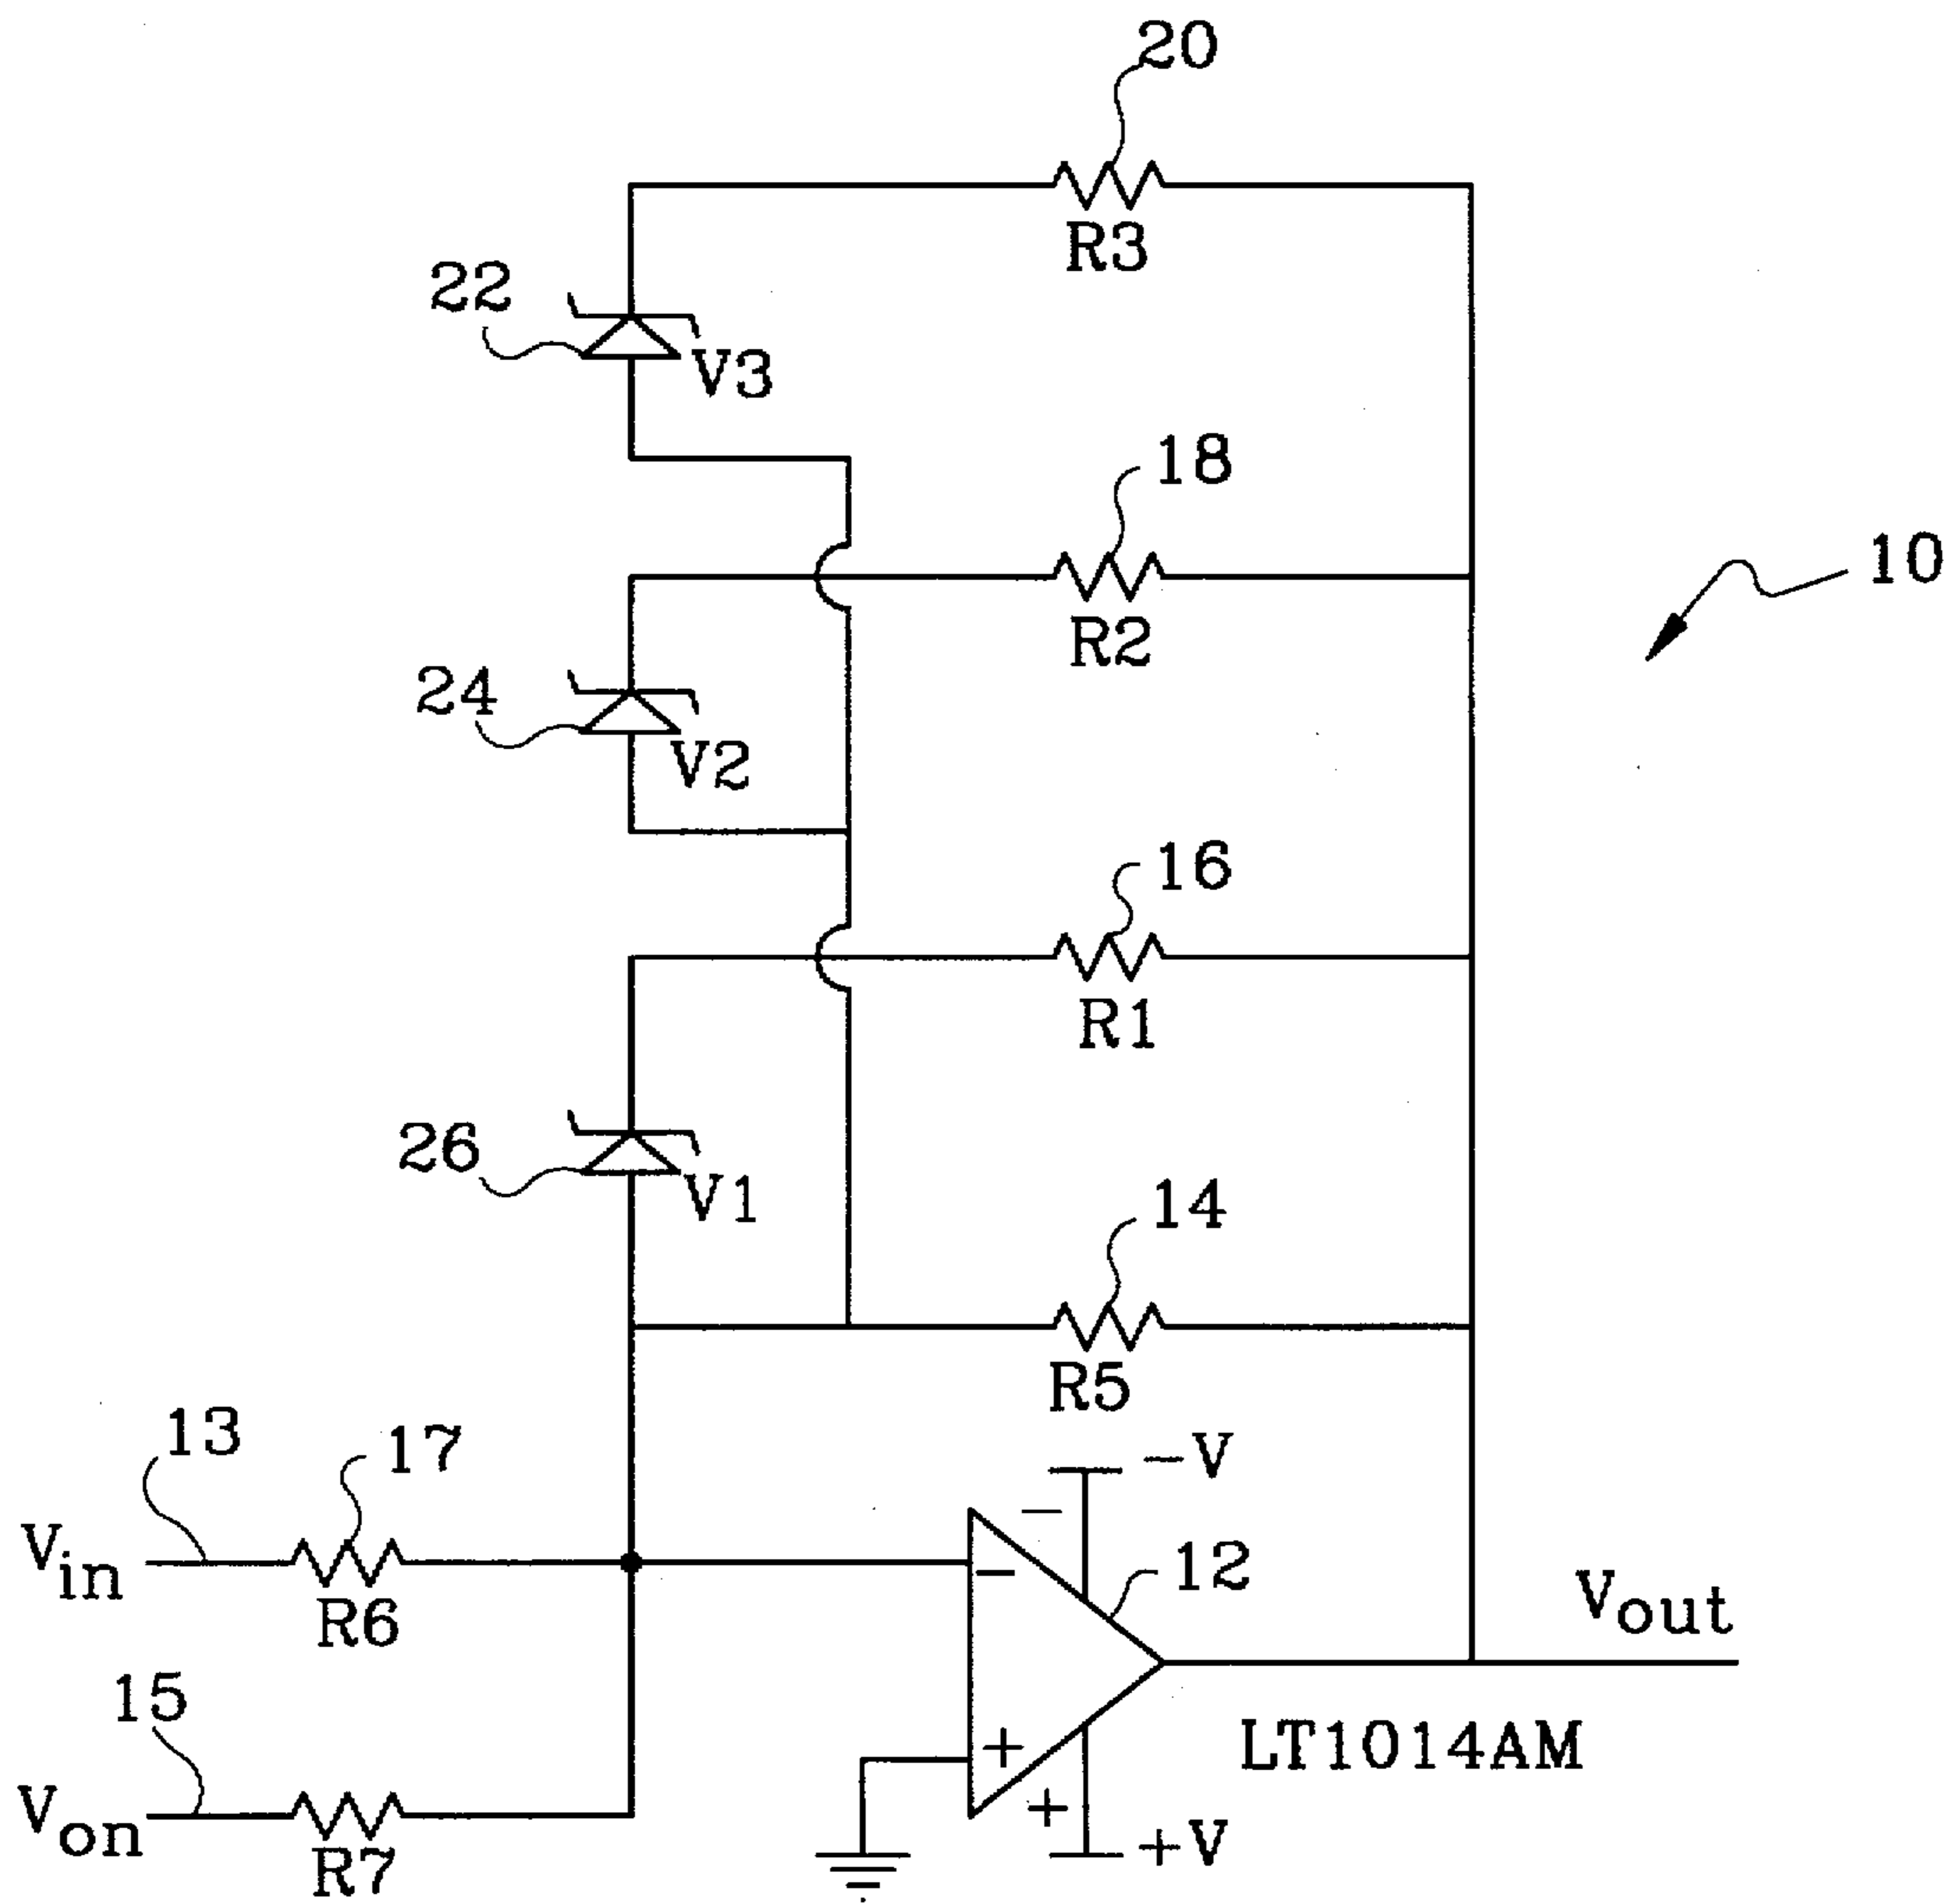 20
R3
22
V3
18
R2
10
24
V2
16
R1
26
V1
14
R5
13
17
-V
-
Vin
R6
-
12
Vout
15
+
LT1014AM
Von
R7
+
+V